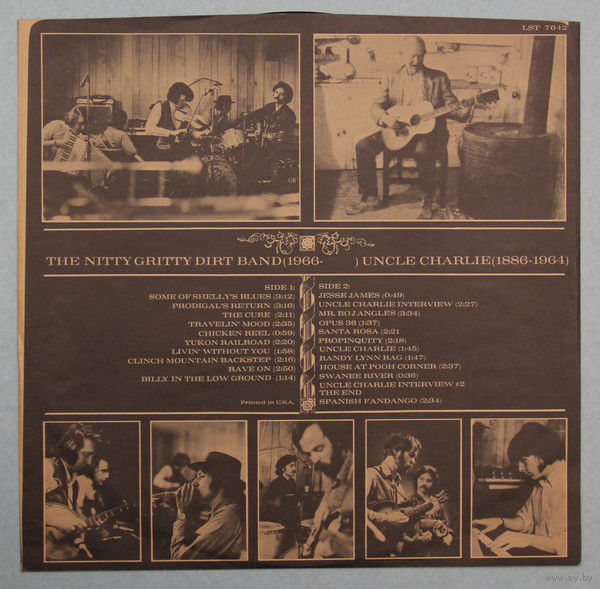 LST 7642
THE NITTY GRITTY DIRT BAND (1966- ) UNCLE CHARLIE (1886-1964)
SIDE 1:
SOME OF SHELLY'S BLUES (3:12)
PRODIGAL'S RETURN (3:16)
THE CURE (2:11)
TRAVELIN' MOOD (2:35)
CHICKEN REEL (0:59)
YUKON RAILROAD (2:20)
LIVIN' WITHOUT YOU (1:58)
CLINCH MOUNTAIN BACKSTEP (2:16)
RAVE ON (2:50)
BILLY IN THE LOW GROUND (1:14)
Printed in U.S.A.
SIDE 2:
JESSE JAMES (0:49)
UNCLE CHARLIE INTERVIEW (2:27)
MR. BOJANGLES (3:34)
OPUS 36 (1:37)
SANTA ROSA (2:21
PROPINQUITY (2:18)
UNCLE CHARLIE (1:45)
RANDY LYNN RAG (1:47)
HOUSE AT POOH CORNER (2:37)
SWANEE RIVER (0:36)
UNCLE CHARLIE INTERVIEW #2
THE END
SPANISH FANDANGO (2:34)
www.ay.by